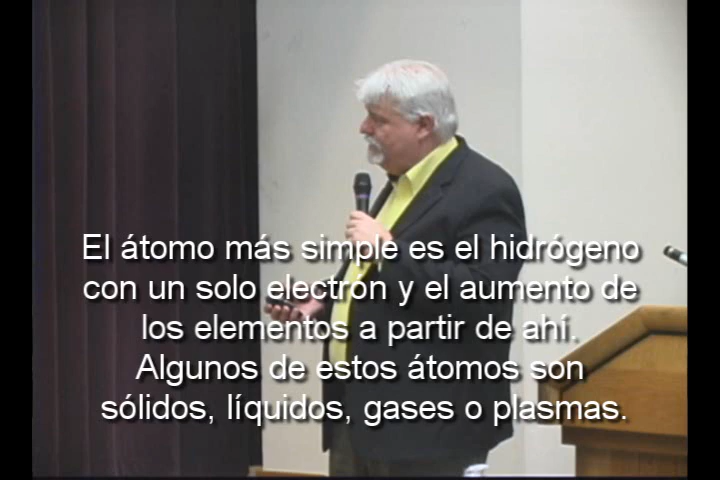 El átomo más simple es el hidrógeno
con un solo electrón y el aumento de
los elementos a partir de ahí.
Algunos de estos átomos son
sólidos, líquidos, gases o plasmas.